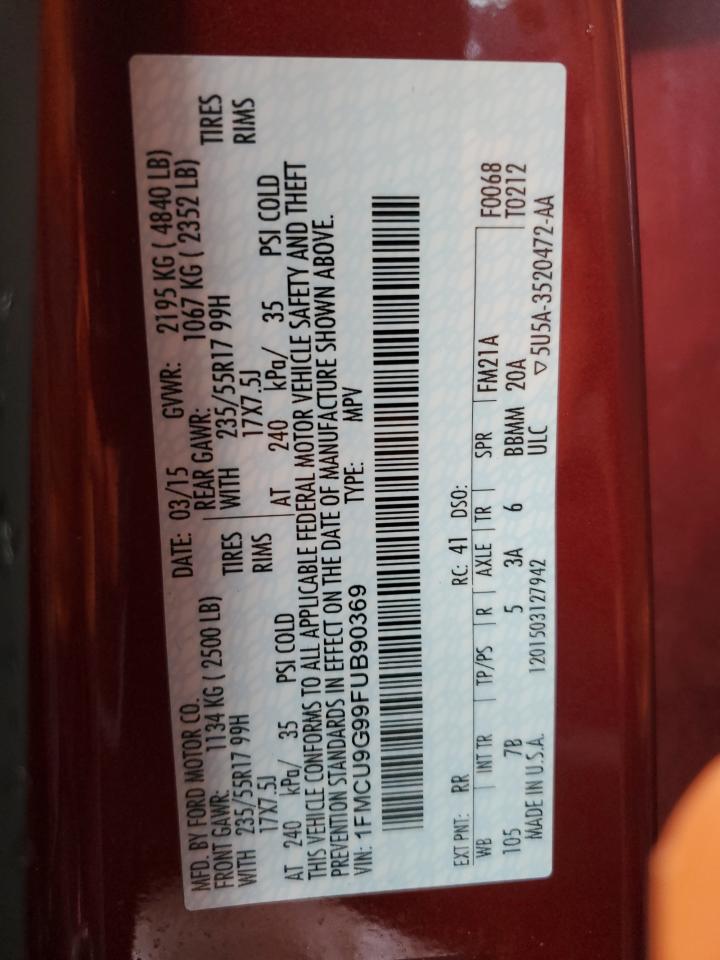 MFD. BY FORD MOTOR CO. DATE: 03/15 GVWR: 2195 KG ( 4840 LB)
FRONT GAWR: 1134 KG ( 2500 LB) REAR GAWR: 1067 KG ( 2352 LB)
WITH 235/55R17 99H TIRES WITH 235/55R17 99H TIRES
17X7.5J RIMS 17X7.5J RIMS
AT 240 kPa/ 35 PSI COLD AT 240 kPa/ 35 PSI COLD
THIS VEHICLE CONFORMS TO ALL APPLICABLE FEDERAL MOTOR VEHICLE SAFETY AND THEFT
PREVENTION STANDARDS IN EFFECT ON THE DATE OF MANUFACTURE SHOWN ABOVE.
VIN: 1FMCU9G99FUB90369 TYPE: MPV
EXT PNT: RR RC: 41 DSO:
WB INT TR TP/PS R AXLE TR SPR FM21A F0068
105 7B 5 3A 6 BBMM 20A T0212
MADE IN U.S.A. 1201503127942 ULC ▽5U5A-3520472-AA